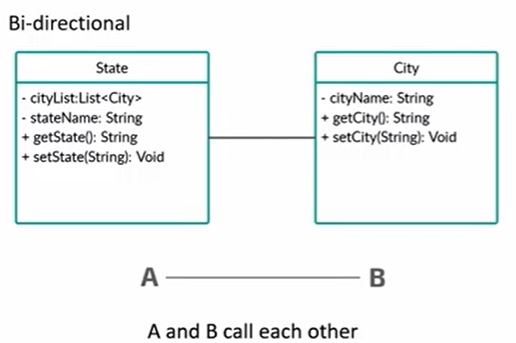 Bi-directional
State
- cityList:List<City>
- stateName: String
+ getState(): String
+ setState(String): Void
City
- cityName: String
+ getCity(): String
+ setCity(String): Void
A
B
A and B call each other